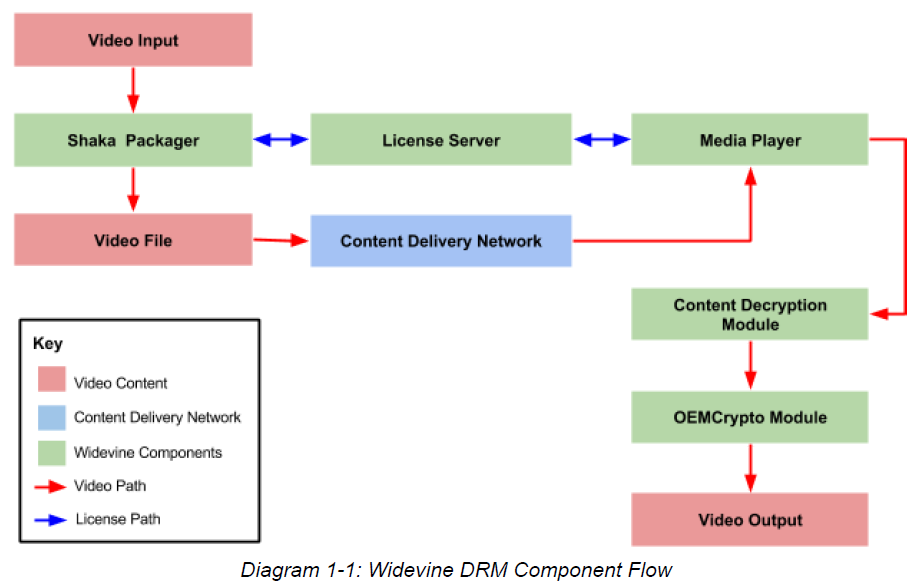 Video Input
Shaka Packager
License Server
Media Player
Video File
Content Delivery Network
Content Decryption
Module
OEMCrypto Module
Video Output
Key
Video Content
Content Delivery Network
Widevine Components
Video Path
License Path
Diagram 1-1: Widevine DRM Component Flow